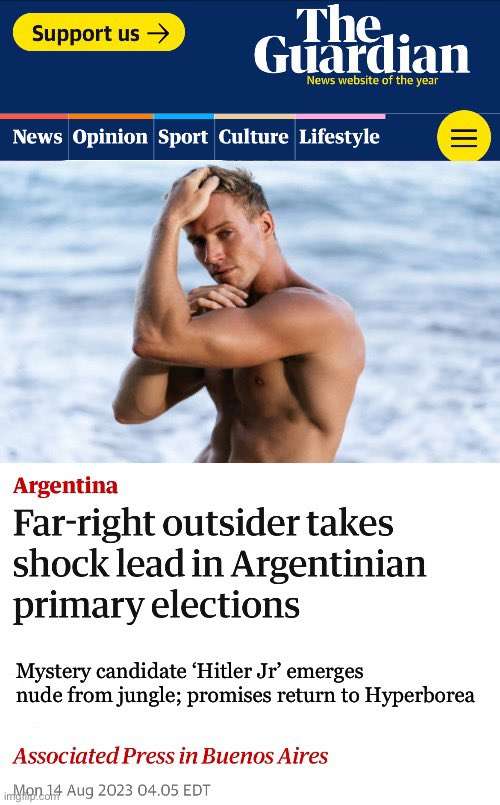 Support us →
The
Guardian
News website of the year
News Opinion Sport Culture Lifestyle
Argentina
Far-right outsider takes
shock lead in Argentinian
primary elections
Mystery candidate ‘Hitler Jr’ emerges
nude from jungle; promises return to Hyperborea
Associated Press in Buenos Aires
Mon 14 Aug 2023 04.05 EDT
imgflip.com